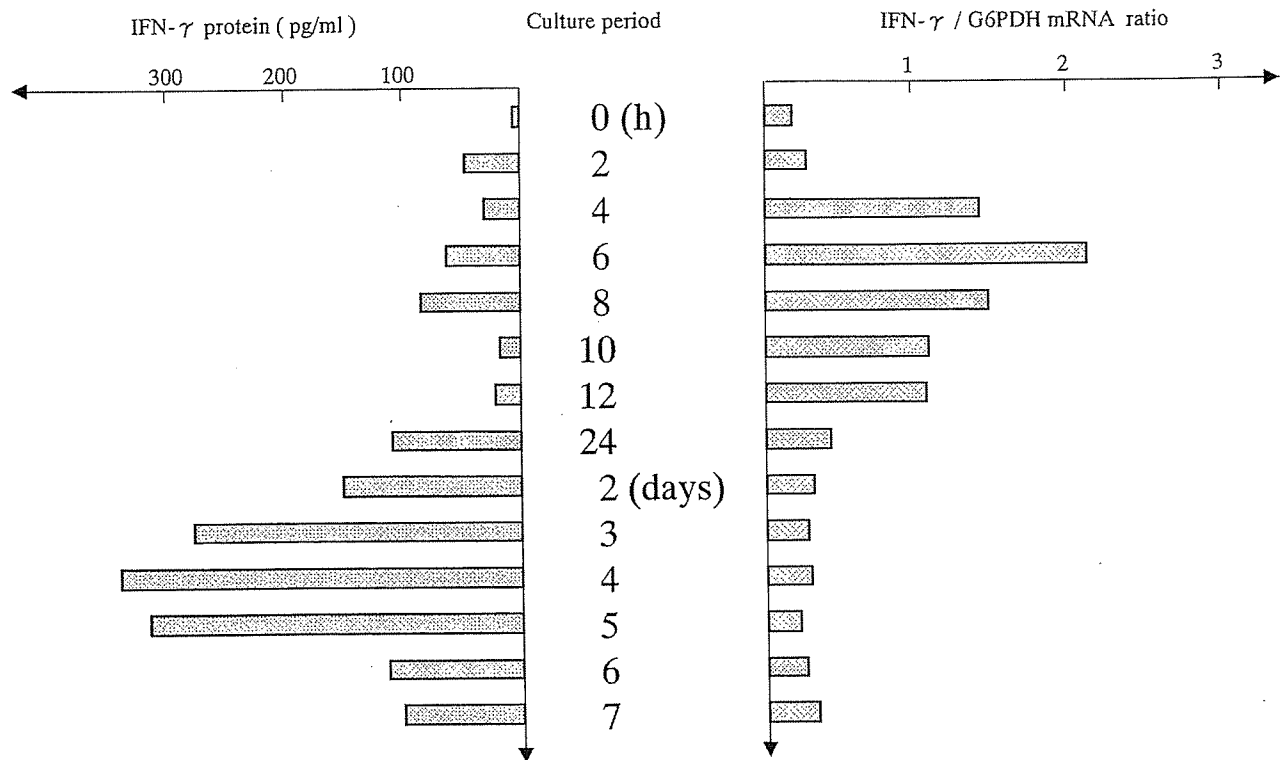 IFN-γ protein ( pg/ml )
Culture period
IFN-γ / G6PDH mRNA ratio
300 200 100
1 2 3
0 (h)
2
4
6
8
10
12
24
2 (days)
3
4
5
6
7